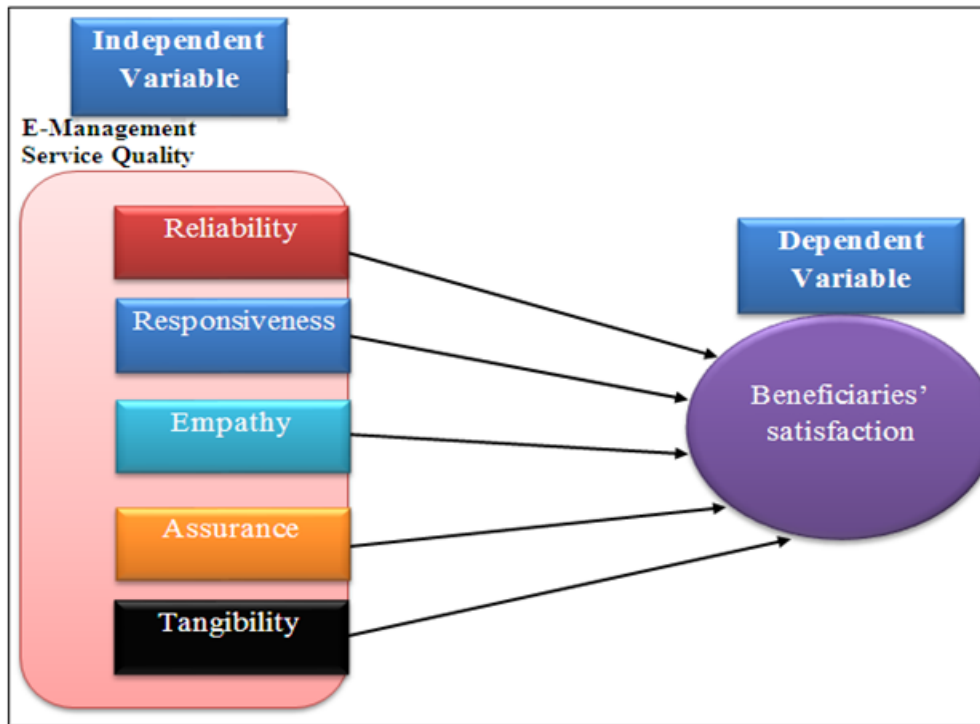 Independent
Variable
E-Management
Service Quality
Reliability
Responsiveness
Empathy
Assurance
Tangibility
Dependent
Variable
Beneficiaries’
satisfaction